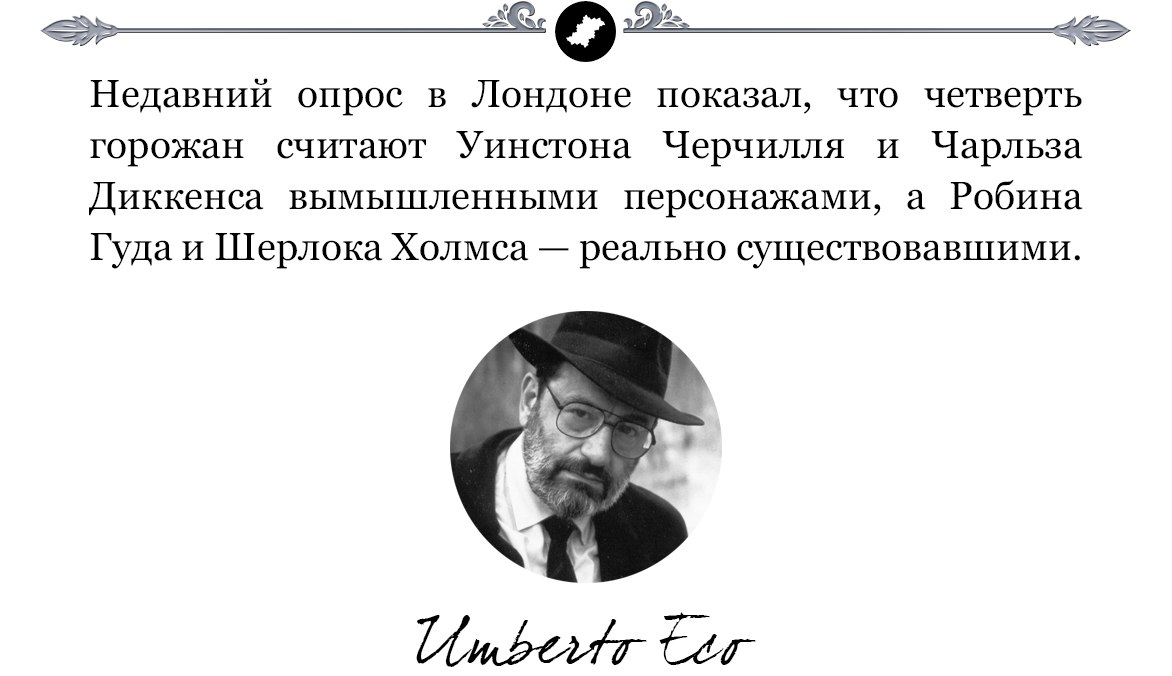 Недавний опрос в Лондоне показал, что четверть
горожан считают Уинстона Черчилля и Чарльза
Диккенса вымышленными персонажами, а Робина
Гуда и Шерлока Холмса — реально существовавшими.
Umberto Eco